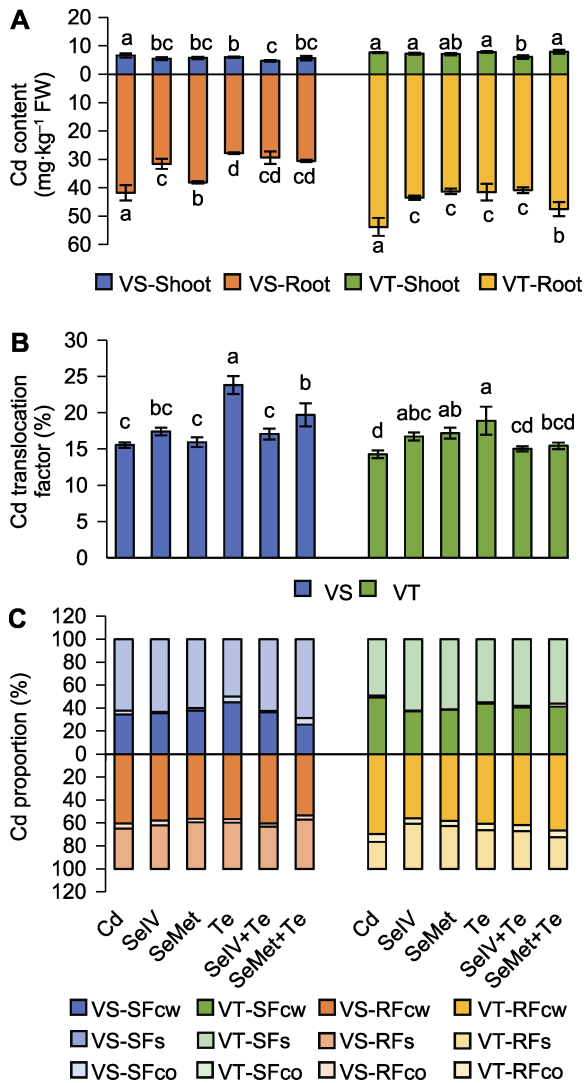 A
20
10
0
10
20
30
40
50
60
Cd content
(mg·kg⁻¹ FW)
a bc bc b c bc a a ab a b a
a c b d cd cd a c c c c b
VS-Shoot VS-Root VT-Shoot VT-Root
B
30
25
20
15
10
5
0
Cd translocation
factor (%)
c bc c a c b d abc ab a cd bcd
VS VT
C
120
100
80
60
40
20
0
20
40
60
80
100
120
Cd proportion (%)
Cd SeIV SeMet Te SeIV+Te SeMet+Te Cd SeIV SeMet Te SeIV+Te SeMet+Te
VS-SFcw VT-SFcw VS-RFcw VT-RFcw
VS-SFs VT-SFs VS-RFs VT-RFs
VS-SFco VT-SFco VS-RFco VT-RFco